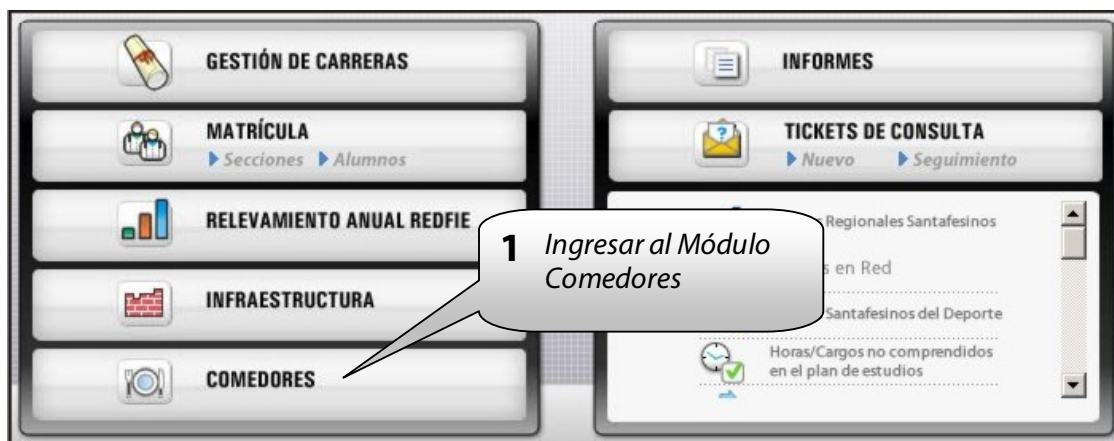 GESTIÓN DE CARRERAS
MATRÍCULA
Secciones Alumnos
RELEVAMIENTO ANUAL REDFIE
INFRAESTRUCTURA
COMEDORES
1 Ingresar al Módulo
Comedores
INFORMES
TICKETS DE CONSULTA
Nuevo Seguimiento
Regionales Santafesinos
en Red
Santafesinos del Deporte
Horas/Cargos no comprendidos
en el plan de estudios